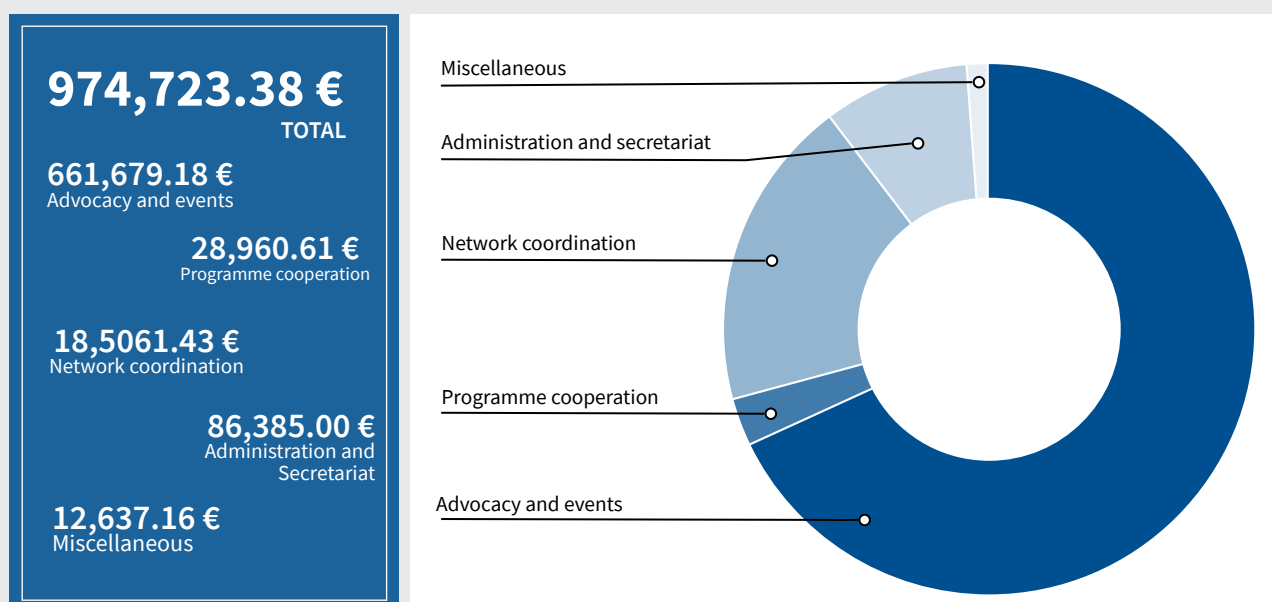 974,723.38 €
TOTAL
661,679.18 €
Advocacy and events
28,960.61 €
Programme cooperation
18,5061.43 €
Network coordination
86,385.00 €
Administration and
Secretariat
12,637.16 €
Miscellaneous
Miscellaneous
Administration and secretariat
Network coordination
Programme cooperation
Advocacy and events